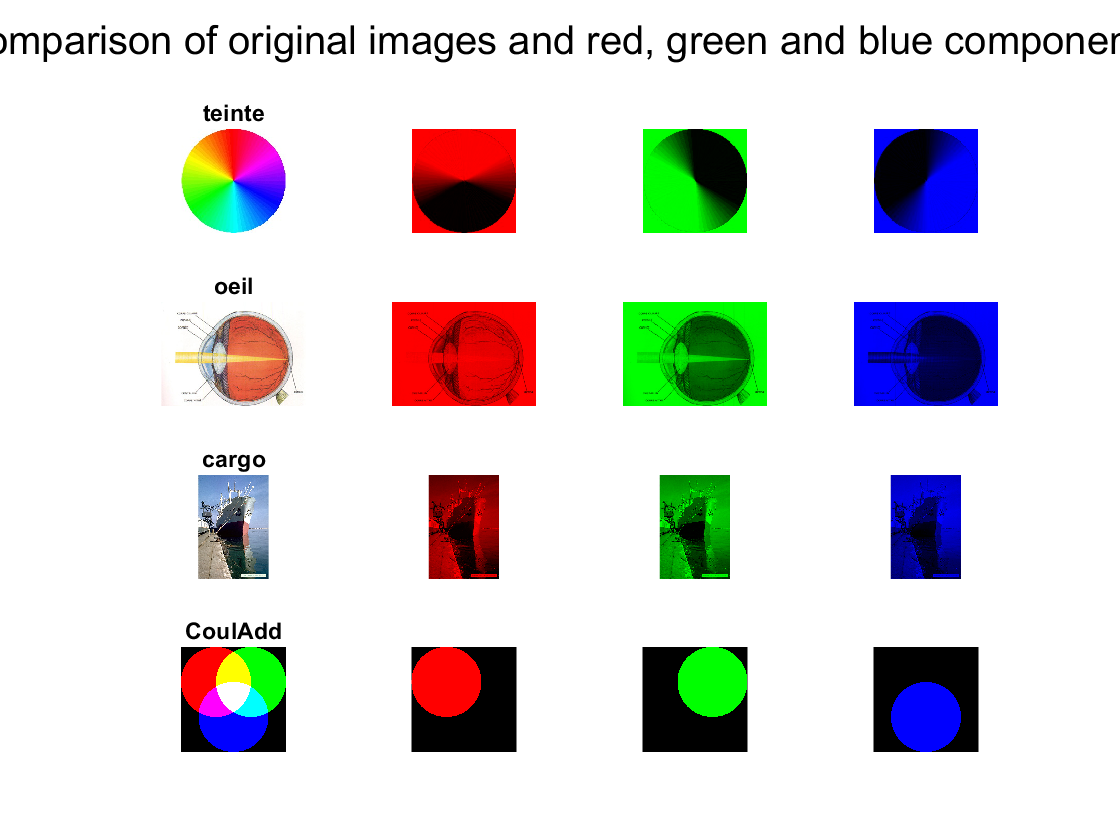 omparison of original images and red, green and blue componen
teinte
oeil
cargo
CoulAdd